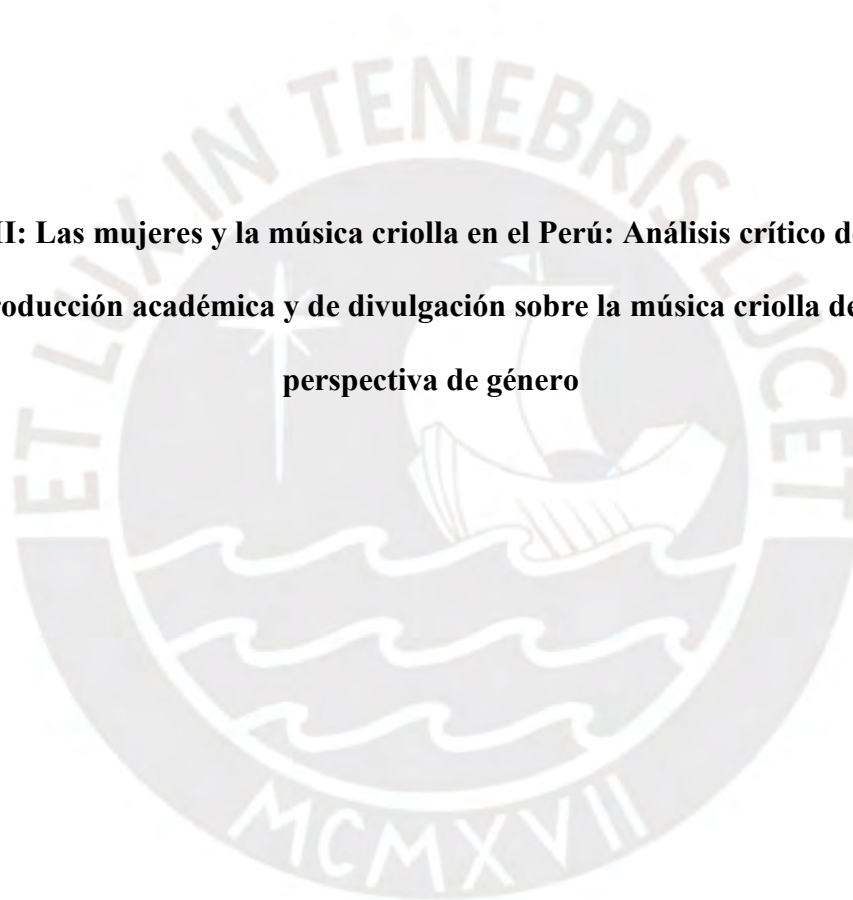 ET LUX IN TENEBRIS LUCET
II: Las mujeres y la música criolla en el Perú: Análisis crítico d
roducción académica y de divulgación sobre la música criolla de
perspectiva de género
MCMXVII